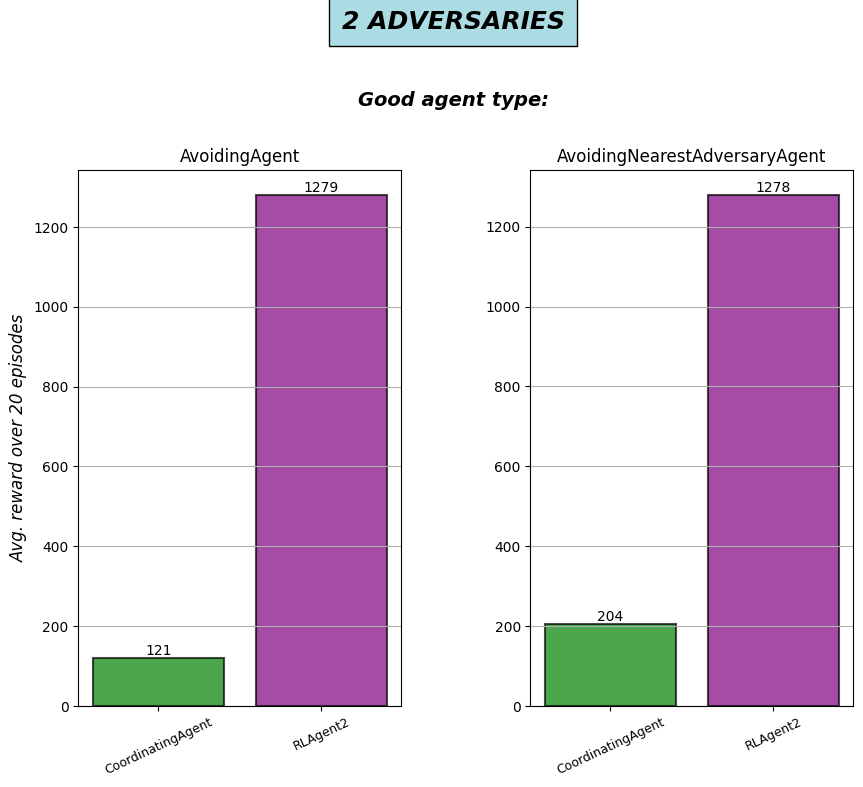 2 ADVERSARIES
Good agent type:
AvoidingAgent
Avg. reward over 20 episodes
1200
1000
800
600
400
200
0
1279
121
CoordinatingAgent
RLAgent2
AvoidingNearestAdversaryAgent
1200
1000
800
600
400
200
0
1278
204
CoordinatingAgent
RLAgent2